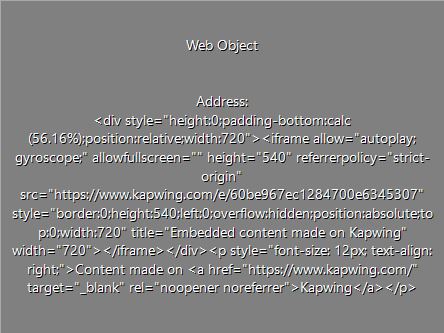 Web Object
Address:
<div style="height:0;padding-bottom:calc
(56.16%);position:relative;width:720"><iframe allow="autoplay;
gyroscope;" allowfullscreen="" height="540" referrerpolicy="strict-
origin"
src="https://www.kapwing.com/e/60be967ec1284700e6345307"
style="border:0;height:540;left:0;overflow:hidden;position:absolute;to
p:0;width:720" title="Embedded content made on Kapwing"
width="720"></iframe></div><p style="font-size: 12px; text-align:
right;">Content made on <a href="https://www.kapwing.com/"
target="_blank" rel="noopener noreferrer">Kapwing</a></p>